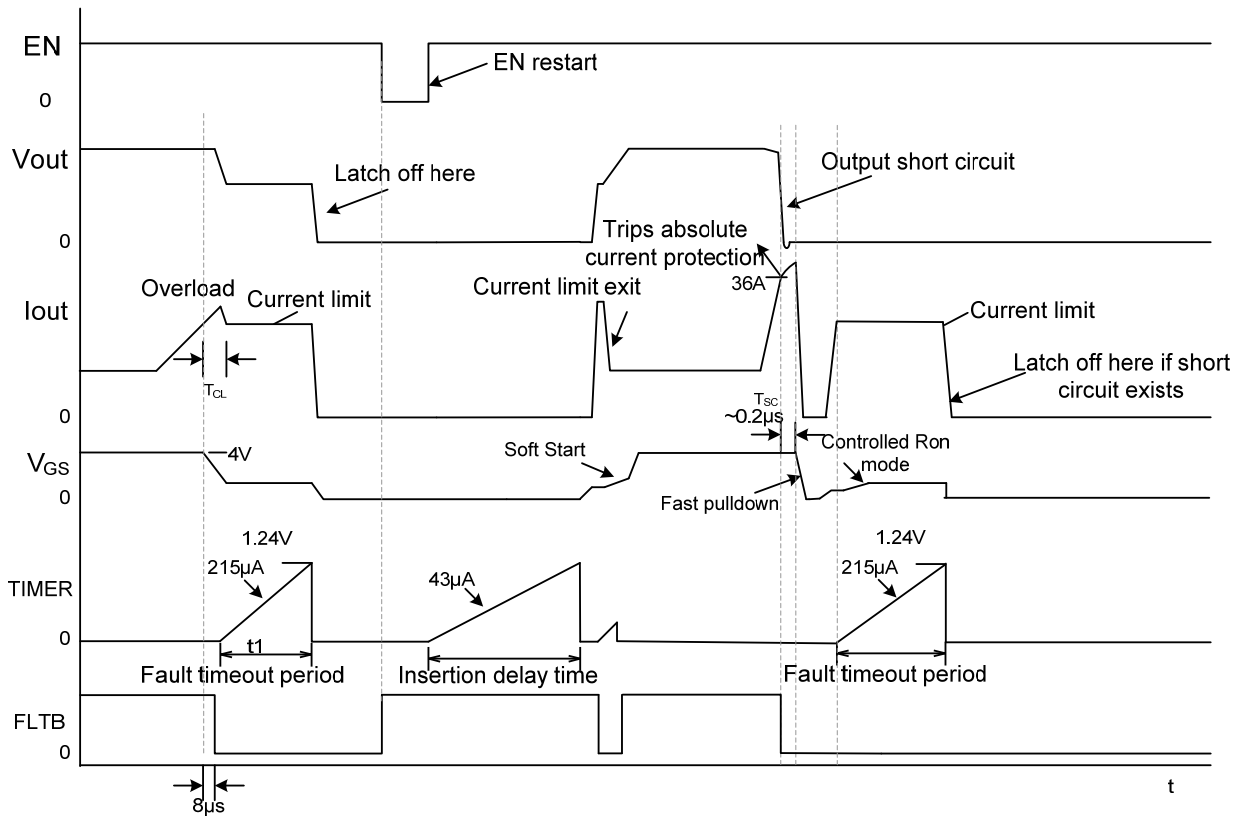 EN
EN restart
0
Vout
Latch off here
Output short circuit
0
Trips absolute
current protection
36A
Overload
Current limit
Current limit exit
Iout
Current limit
TCL
Latch off here if short
circuit exists
0
TSC
~0.2µs
4V
VGS
Soft Start
Controlled Ron
mode
0
Fast pulldown
1.24V
1.24V
215µA
43µA
215µA
TIMER
0
t1
Fault timeout period
Insertion delay time
Fault timeout period
FLTB
0
t
8µs